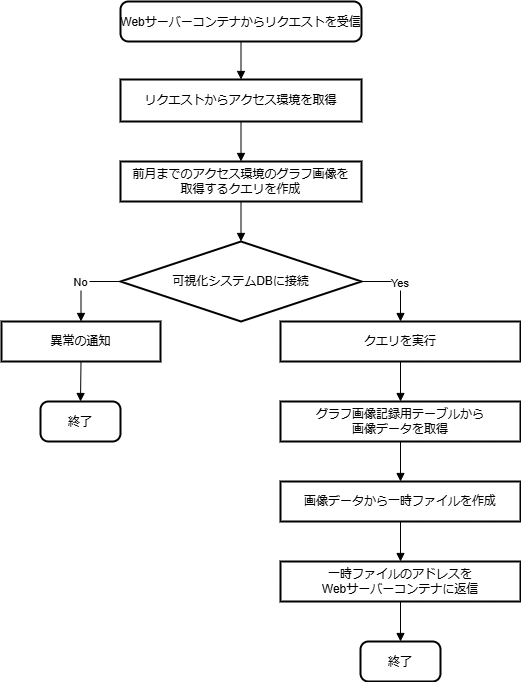 Webサーバーコンテナからリクエストを受信
リクエストからアクセス環境を取得
前月までのアクセス環境のグラフ画像を
取得するクエリを作成
可視化システムDBに接続
No
Yes
異常の通知
クエリを実行
終了
グラフ画像記録用テーブルから
画像データを取得
画像データから一時ファイルを作成
一時ファイルのアドレスを
Webサーバーコンテナに返信
終了